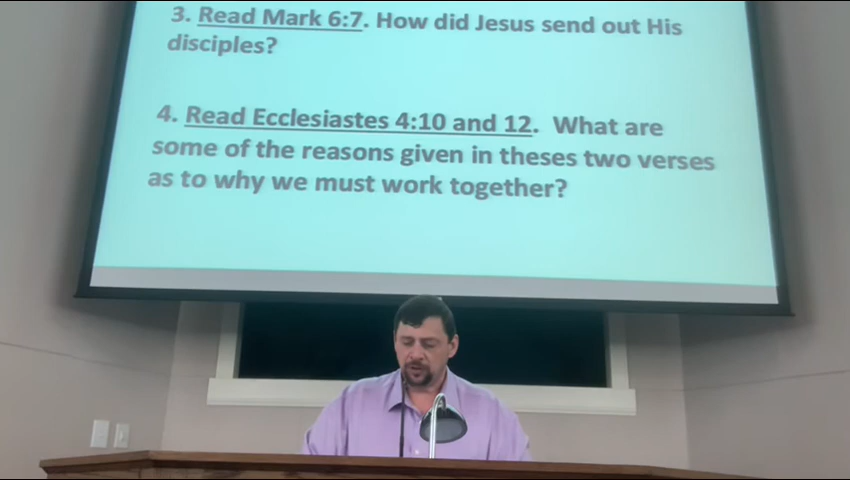 3. Read Mark 6:7. How did Jesus send out His
disciples?
4. Read Ecclesiastes 4:10 and 12. What are
some of the reasons given in theses two verses
as to why we must work together?